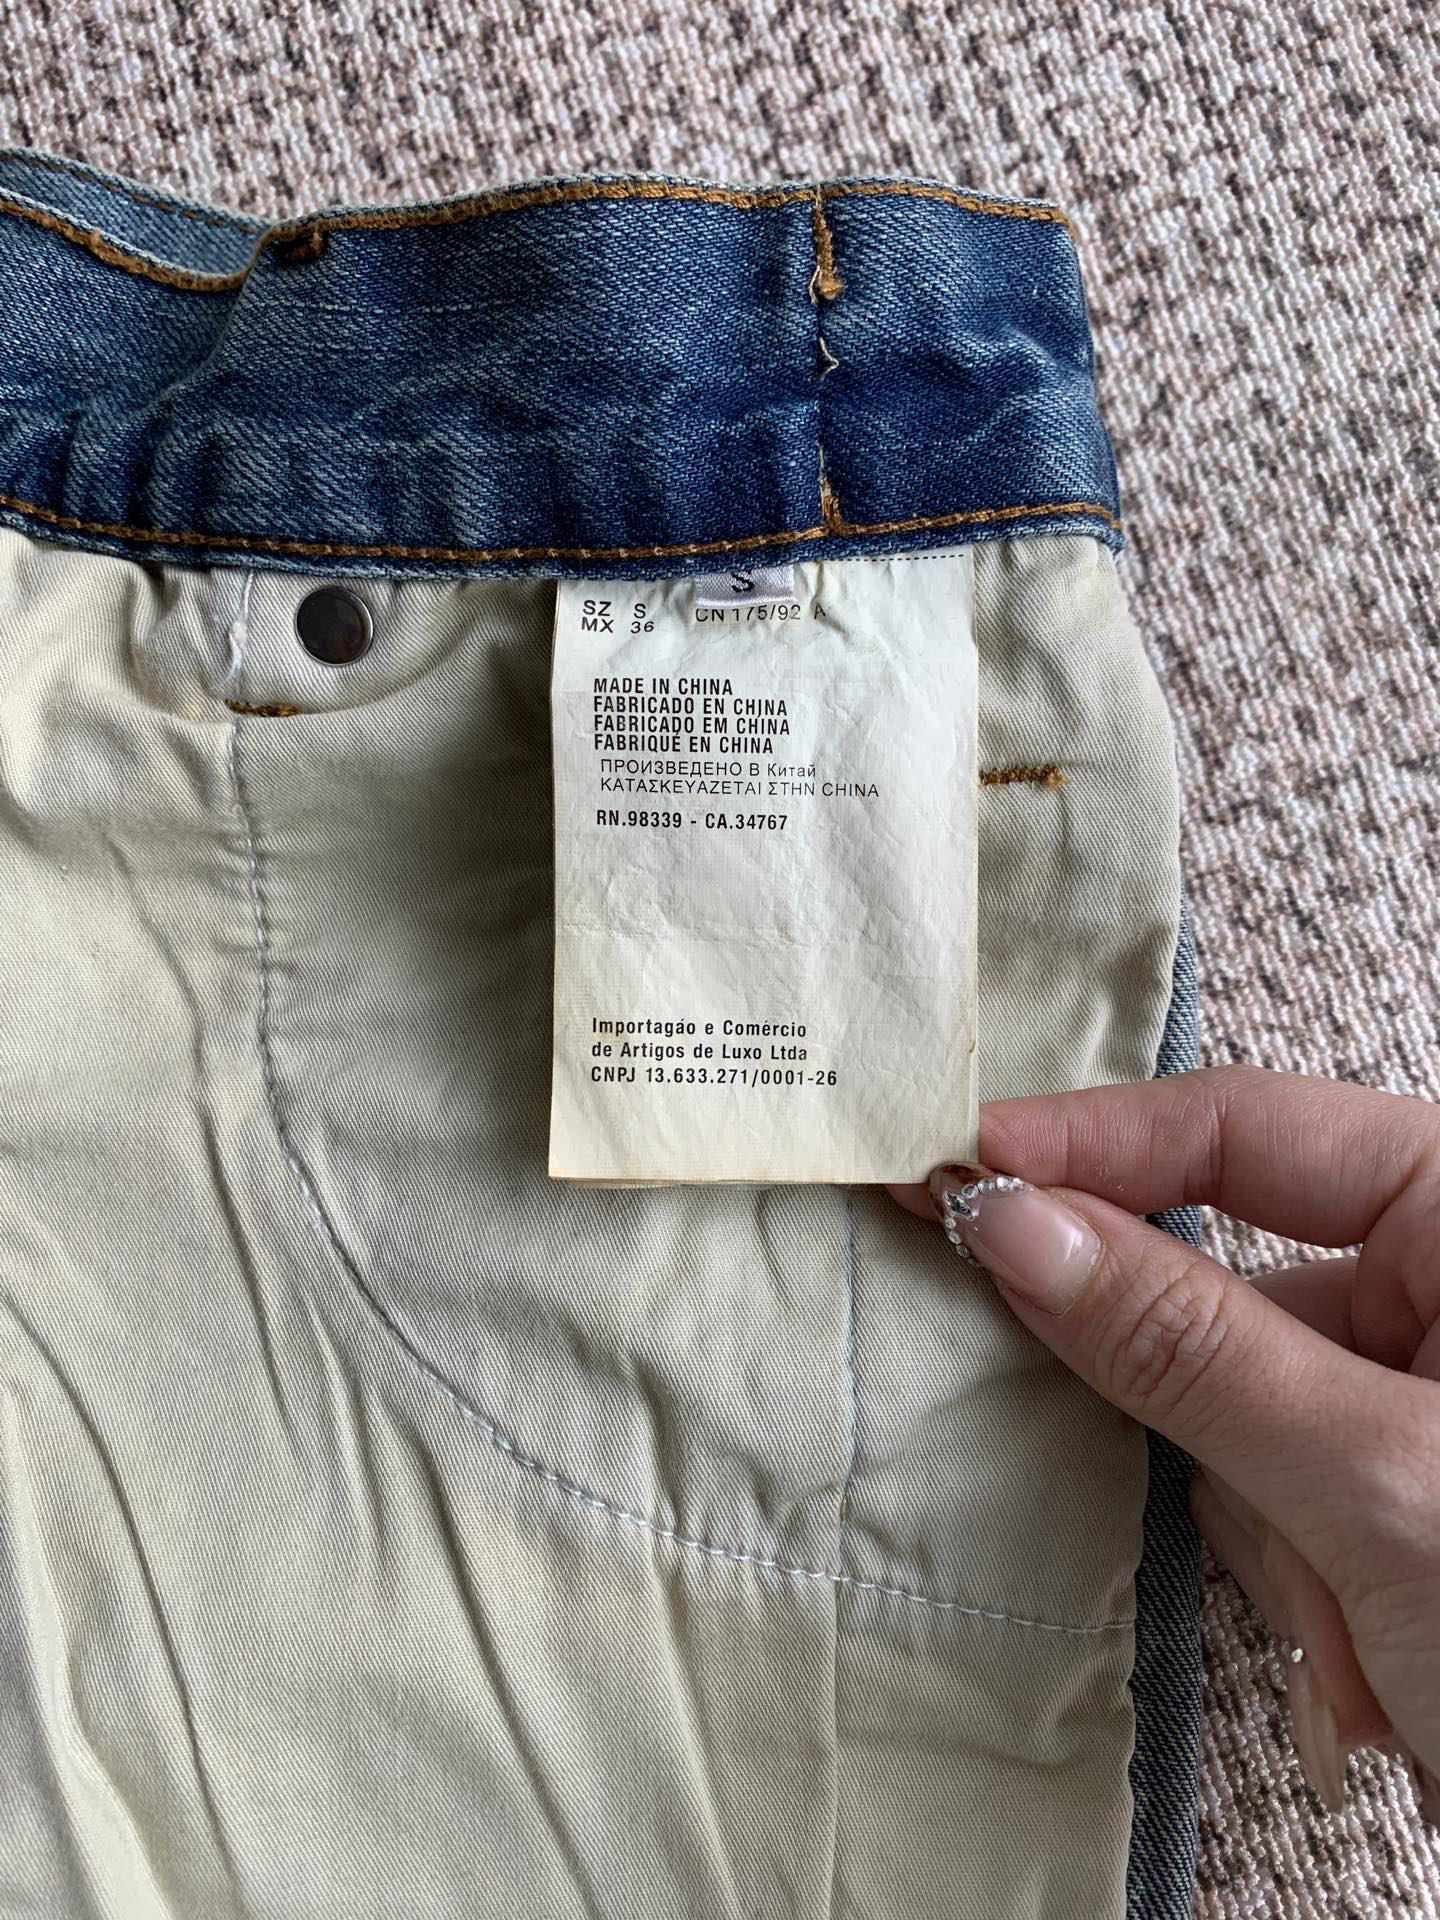 S
SZ S CN 175/92 A
MX 36
MADE IN CHINA
FABRICADO EN CHINA
FABRICADO EM CHINA
FABRIQUÉ EN CHINA
ПРОИЗВЕДЕНО В Китай
ΚΑΤΑΣΚΕΥΑΖΕΤΑΙ ΣΤΗΝ CHINA
RN.98339 - CA.34767
Importagáo e Comércio
de Artigos de Luxo Ltda
CNPJ 13.633.271/0001-26